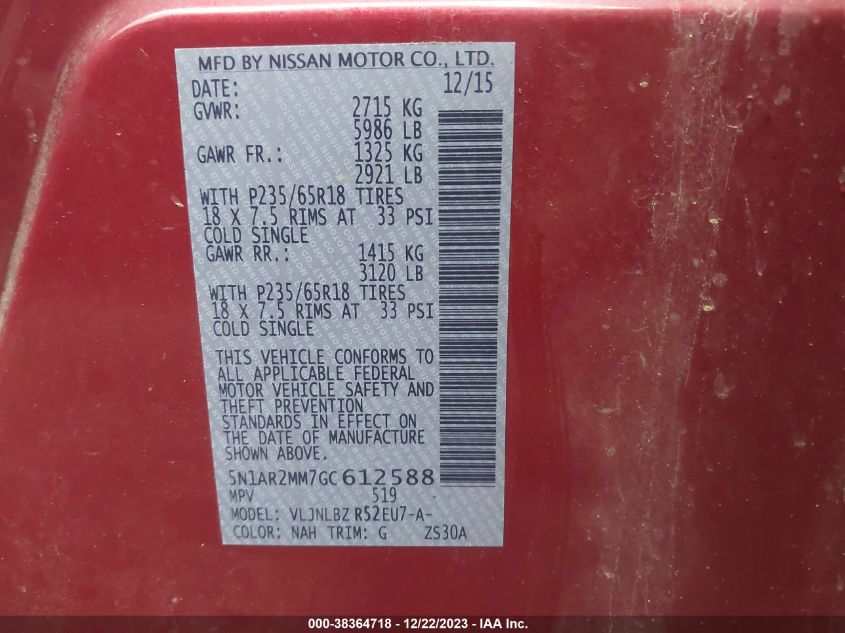 MFD BY NISSAN MOTOR CO., LTD.
DATE: 12/15
GVWR: 2715 KG
5986 LB
GAWR FR.: 1325 KG
2921 LB
WITH P235/65R18 TIRES
18 X 7.5 RIMS AT 33 PSI
COLD SINGLE
GAWR RR.: 1415 KG
3120 LB
WITH P235/65R18 TIRES
18 X 7.5 RIMS AT 33 PSI
COLD SINGLE
THIS VEHICLE CONFORMS TO
ALL APPLICABLE FEDERAL
MOTOR VEHICLE SAFETY AND
THEFT PREVENTION
STANDARDS IN EFFECT ON
THE DATE OF MANUFACTURE
SHOWN ABOVE.
5N1AR2MM7GC612588
MPV 519
MODEL: VLJNLBZ R52EU7-A-
COLOR: NAH TRIM: G ZS30A
000-38364718 - 12/22/2023 - IAA Inc.